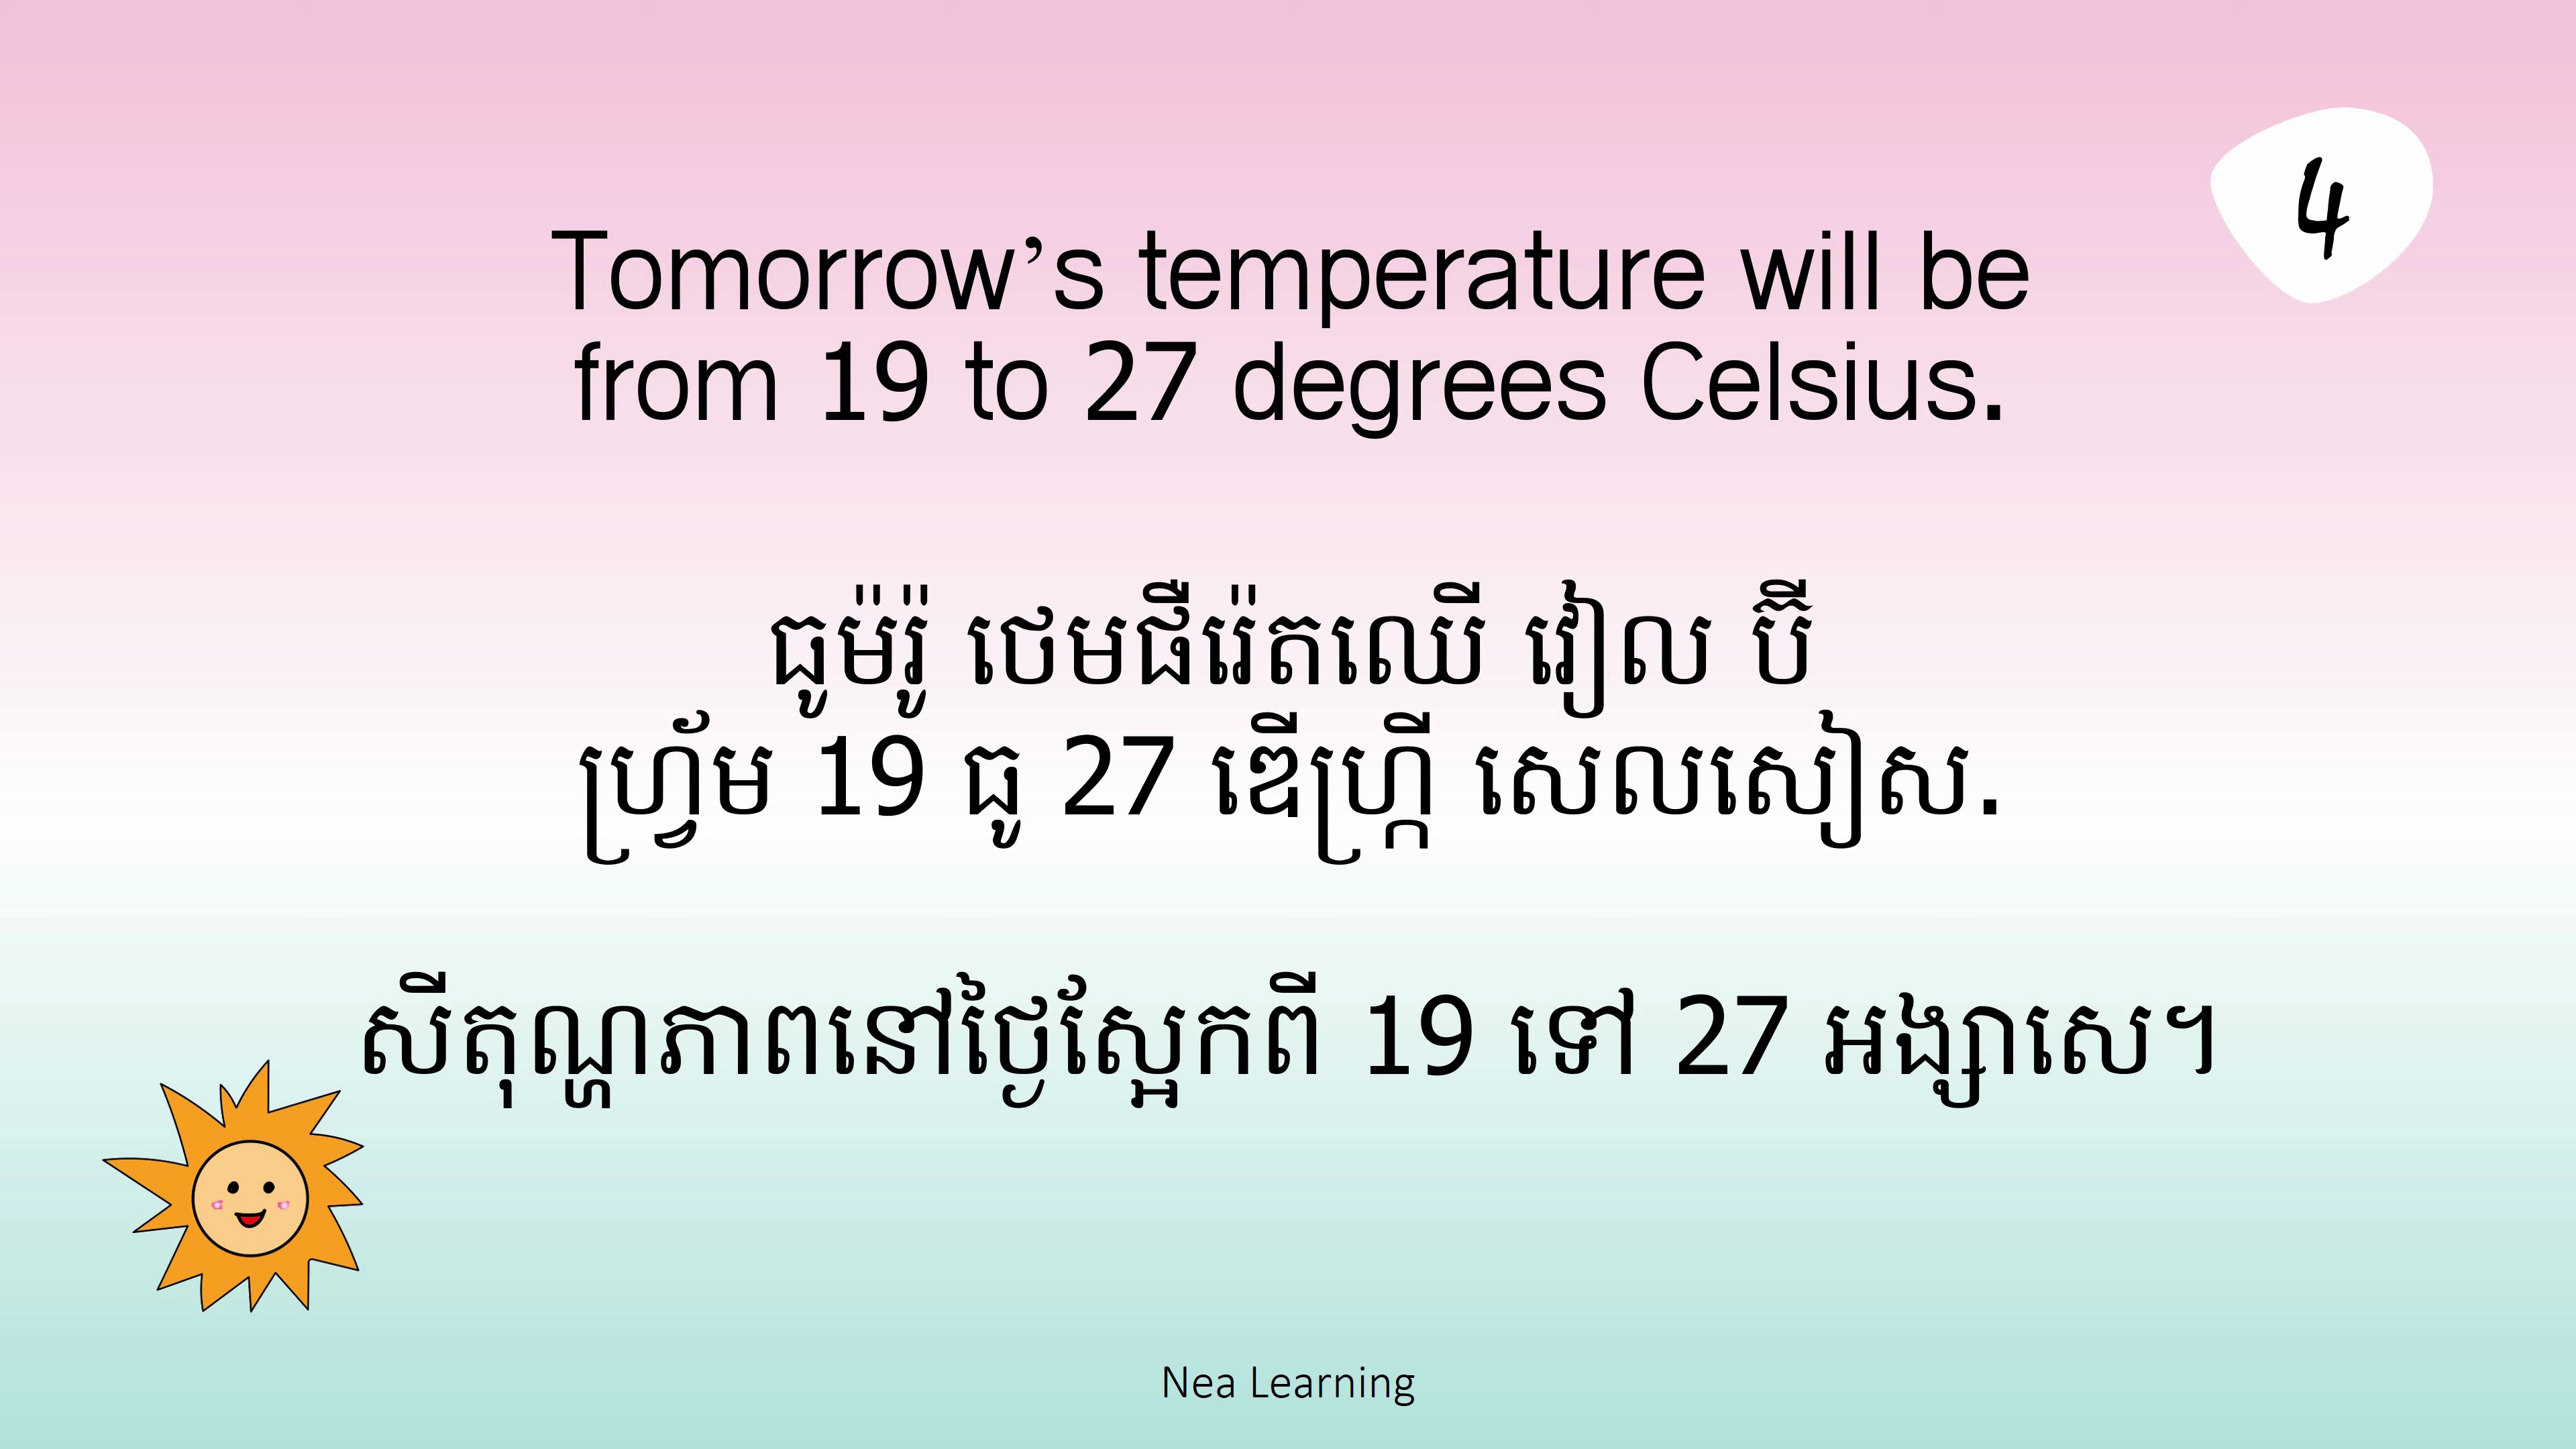 4
Tomorrow’s temperature will be
from 19 to 27 degrees Celsius.
ធូម៉រ៉ូ ថេមផឺរ៉េតឈើ វៀល ប៊ី
ហ្វ្រ័ម 19 ធូ 27 ឌើហ្គ្រី សេលសៀស.
សីតុណ្ហភាពនៅថ្ងៃស្អែកពី 19 ទៅ 27 អង្សាសេ។
Nea Learning